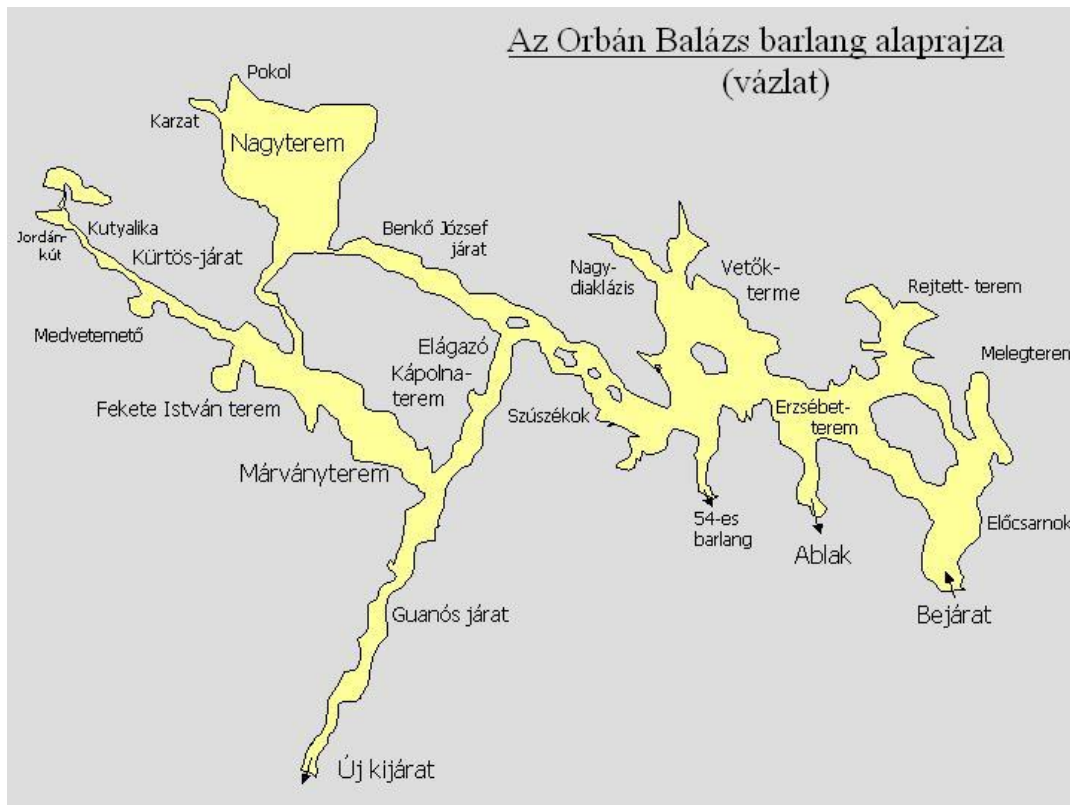 Az Orbán Balázs barlang alaprajza
(vázlat)
Pokol
Karzat
Nagyterem
Jordán-
kút
Kutyalika
Kürtös-járat
Medvetemető
Fekete István terem
Márványterem
Benkő József
járat
Elágazó
Kápolna-
terem
Guanós járat
Új kijárat
Szúszékok
Nagy-
diaklázis
Vetők-
terme
Rejtett- terem
Melegterem
Erzsébet-
terem
54-es
barlang
Ablak
Előcsarnok
Bejárat